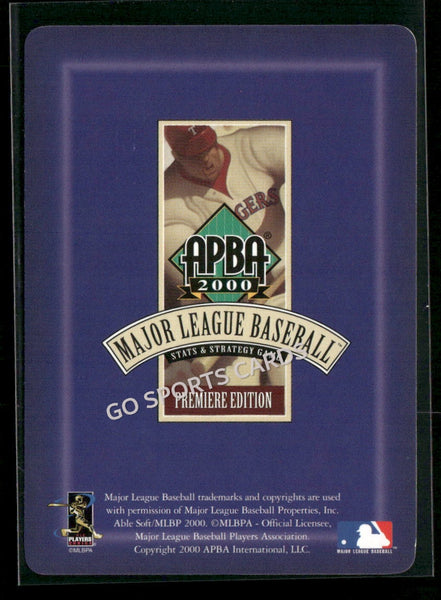 T
GERS
APBA®
2000
MAJOR LEAGUE BASEBALL™
STATS & STRATEGY
GO SPORTS CARDS
PREMIERE EDITION
Major League Baseball trademarks and copyrights are used
with permission of Major League Baseball Properties, Inc.
Able Soft/MLBP 2000. ©MLBPA - Official Licensee,
Major League Baseball Players Association.
Copyright 2000 APBA International, LLC.
PLAYERS
CHOICE
©MLBPA
MAJOR LEAGUE BASEBALL